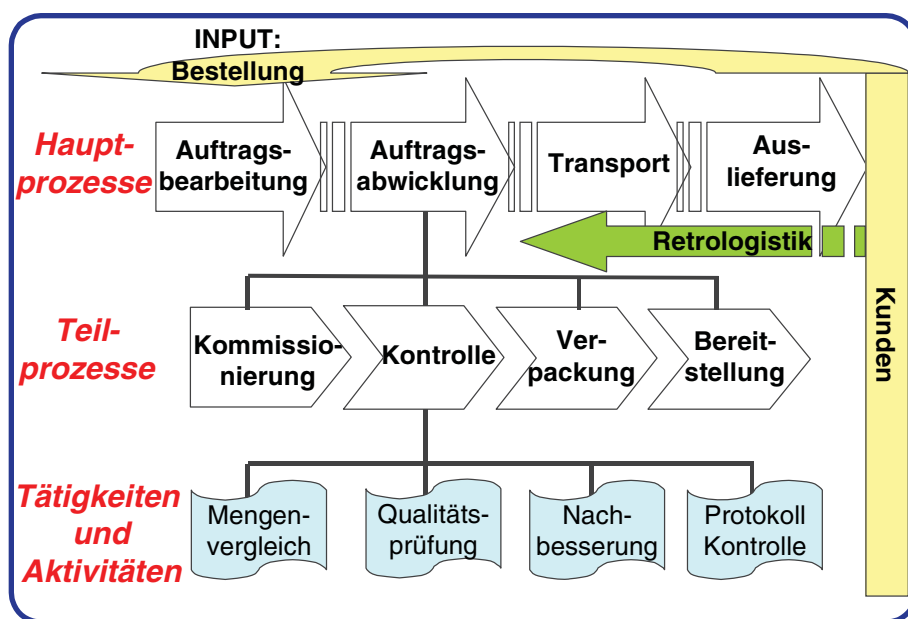 INPUT:
Bestellung
Haupt-
prozesse
Auftrags-
bearbeitung
Auftrags-
abwicklung
Transport
Aus-
lieferung
Retrologistik
Kunden
Teil-
prozesse
Kommissio-
nierung
Kontrolle
Ver-
packung
Bereit-
stellung
Tätigkeiten
und
Aktivitäten
Mengen-
vergleich
Qualitäts-
prüfung
Nach-
besserung
Protokoll
Kontrolle